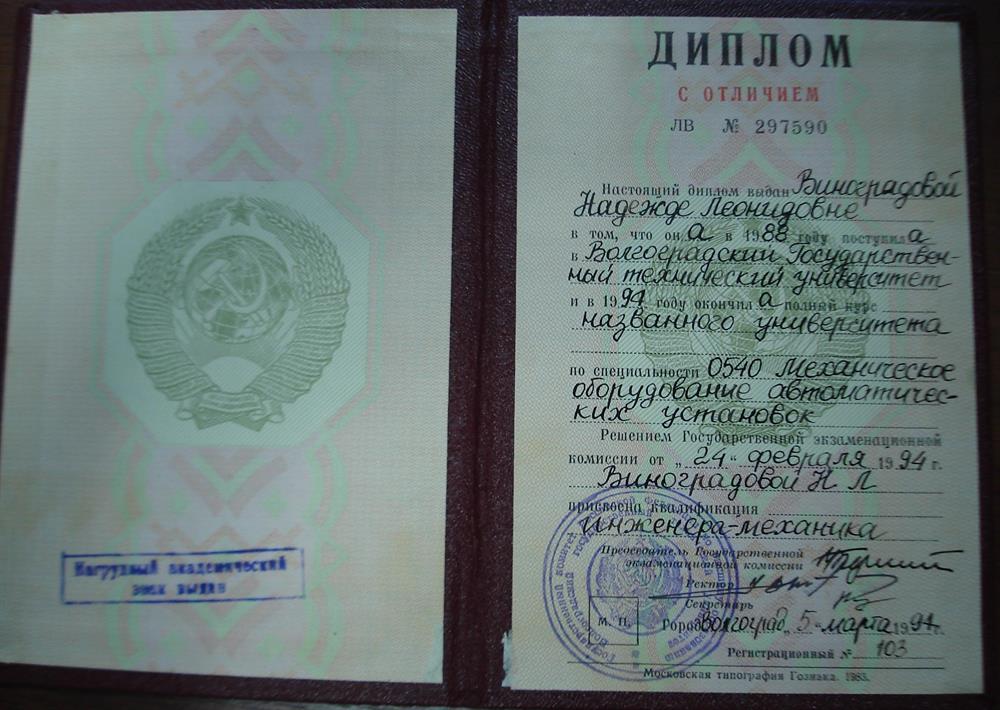 Нагрудный академический
знак выдан
ДИПЛОМ
С ОТЛИЧИЕМ
ЛВ № 297590
Настоящий диплом выдан Виноградовой
Надежде Леонидовне
в том, что она в 1988 году поступила
в Волгоградский Государствен-
ный технический университет
и в 1994 году окончила полный курс
названного университета
по специальности 0540 Механическое
оборудование автоматичес-
ких установок
Решением Государственной экзаменационной
комиссии от „24" февраля 1994 г.
Виноградовой Н Л
присвоена квалификация
Инженера-механика
Председатель Государственной
экзаменационной комиссии
Ректор
Секретарь
М. П.
Город Волгоград „5" марта 1994 г.
Регистрационный № 103
Московская типография Гознака. 1983.